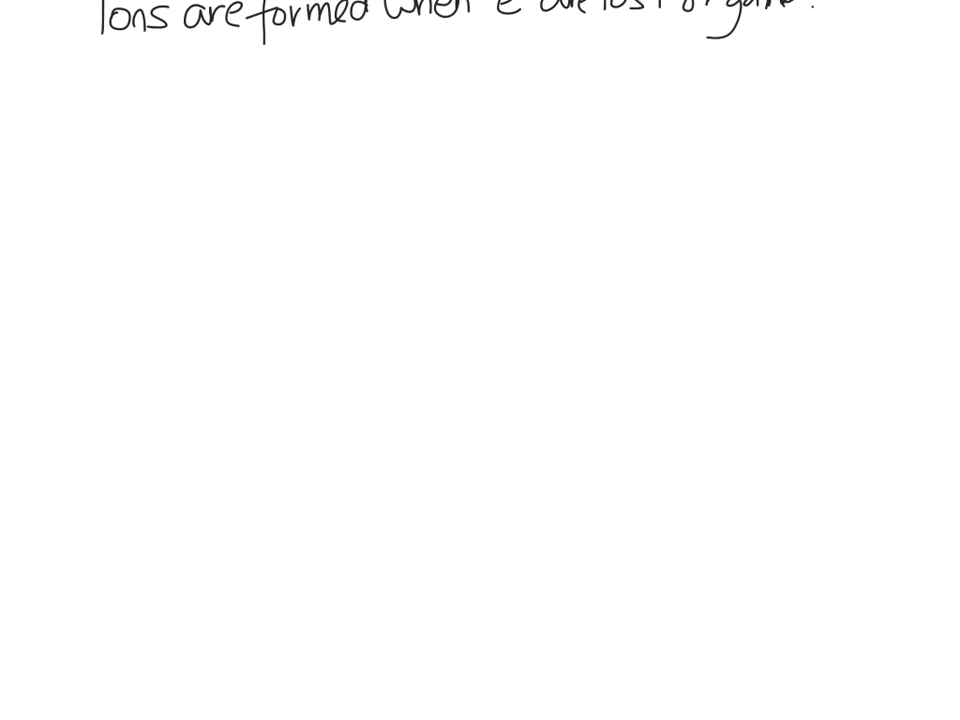 Ions are formed when e⁻ are lost or gained.